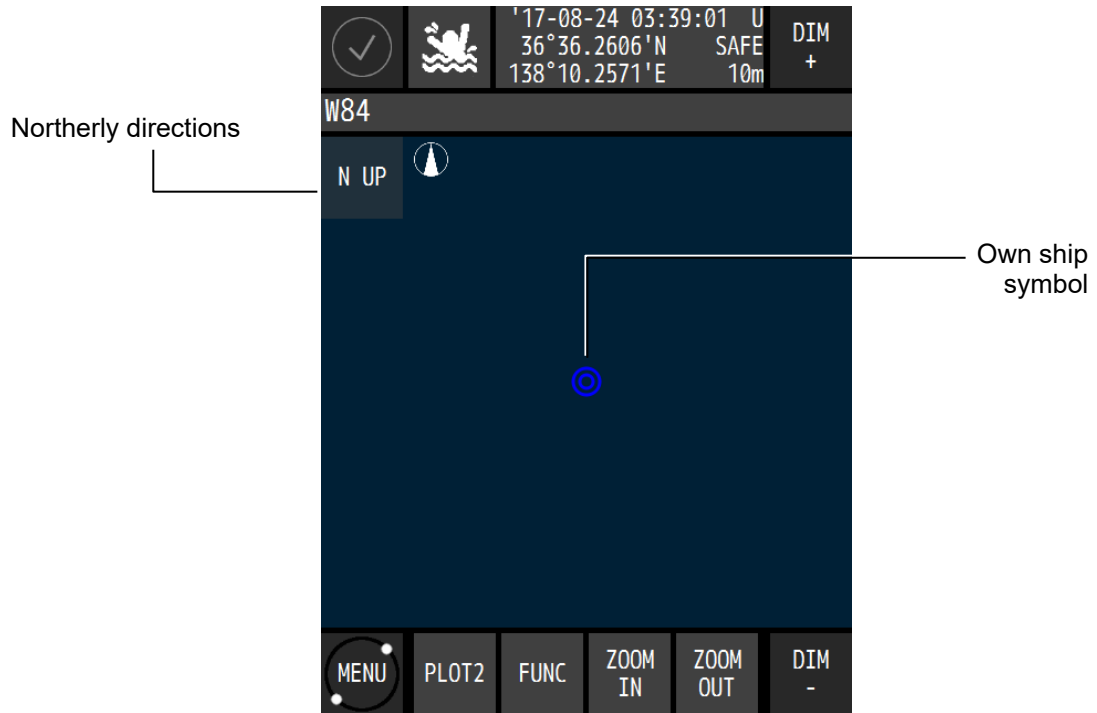 '17-08-24 03:39:01 U
36°36.2606'N SAFE
138°10.2571'E 10m
DIM
+
W84
Northerly directions
N UP
Own ship
symbol
MENU
PLOT2
FUNC
ZOOM
IN
ZOOM
OUT
DIM
-